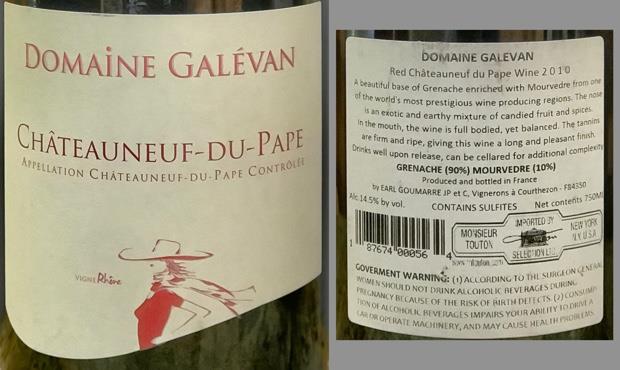 DOMAINE GALÉVAN
CHÂTEAUNEUF-DU-PAPE
APPELLATION CHÂTEAUNEUF-DU-PAPE CONTRÔLÉE
VIGNE Rhône
DOMAINE GALEVAN
Red Châteauneuf du Pape Wine 2010
A beautiful base of Grenache enriched with Mourvedre from one
of the world's most prestigious wine producing regions. The nose
is an exotic and earthy mixture of candied fruit and spices.
In the mouth, the wine is full bodied, yet balanced. The tannins
are firm and ripe, giving this wine a long and pleasant finish.
Drinks well upon release, can be cellared for additional complexity
GRENACHE (90%) MOURVEDRE (10%)
Produced and bottled in France
by EARL GOUMARRE JP et C, Vignerons à Courthezon - F84350
Alc.14.5% by vol. CONTAINS SULFITES Net contents 750ML
MONSIEUR TOUTON
IMPORTED BY
SELECTION LTD.
NEW YORK
N.Y. U.S.A
1 87674 00056 4
GOVERMENT WARNING: (1) ACCORDING TO THE SURGEON GENERAL
WOMEN SHOULD NOT DRINK ALCOHOLIC BEVERAGES DURING
PREGNANCY BECAUSE OF THE RISK OF BIRTH DEFECTS. (2) CONSUMP
TION OF ALCOHOLIC BEVERAGES IMPAIRS YOUR ABILITY TO DRIVE A
CAR OR OPERATE MACHINERY, AND MAY CAUSE HEALTH PROBLEMS